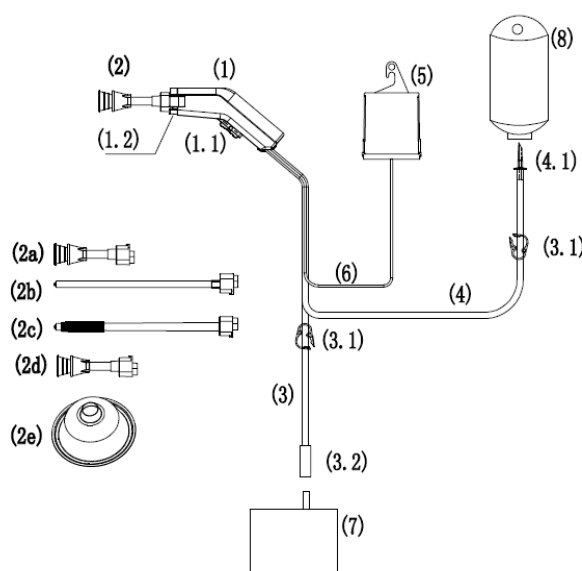 (8)
(2)
(1)
(5)
(1.2)
(1.1)
(4.1)
(2a)
(3.1)
(2b)
(6)
(4)
(2c)
(3.1)
(2d)
(3)
(2e)
(3.2)
(7)